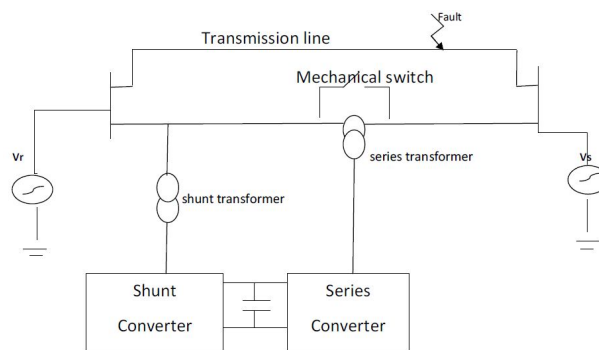 Fault
Transmission line
Mechanical switch
Vr
series transformer
Vs
shunt transformer
Shunt
Converter
Series
Converter